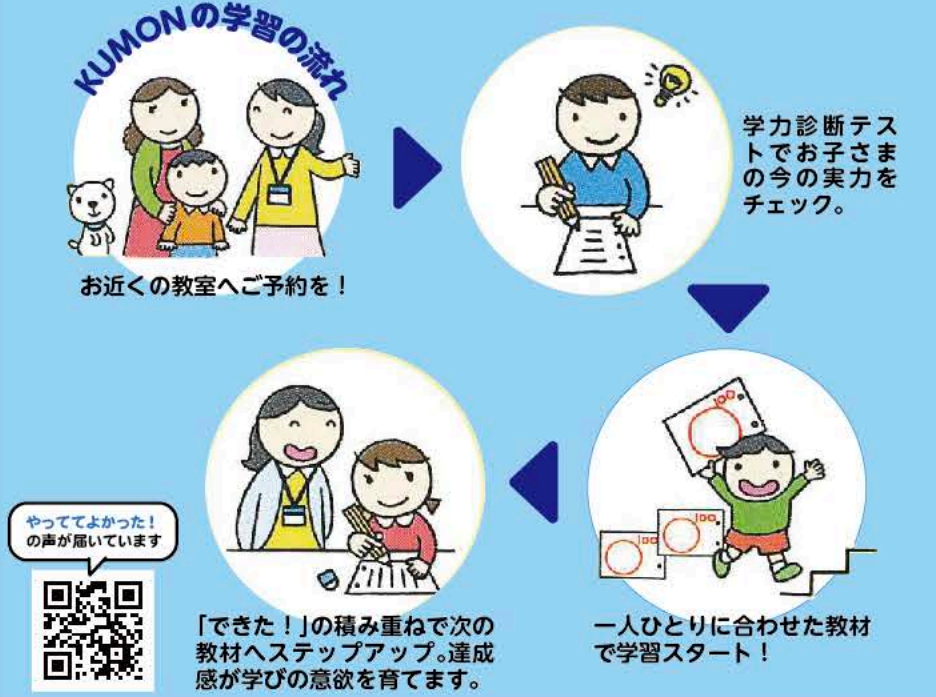 KUMONの学習の流れ
お近くの教室へご予約を！
学力診断テス
トでお子さま
の今の実力を
チェック。
一人ひとりに合わせた教材
で学習スタート！
100
100
100
「できた！」の積み重ねで次の
教材へステップアップ。達成
感が学びの意欲を育てます。
やっててよかった！
の声が届いています